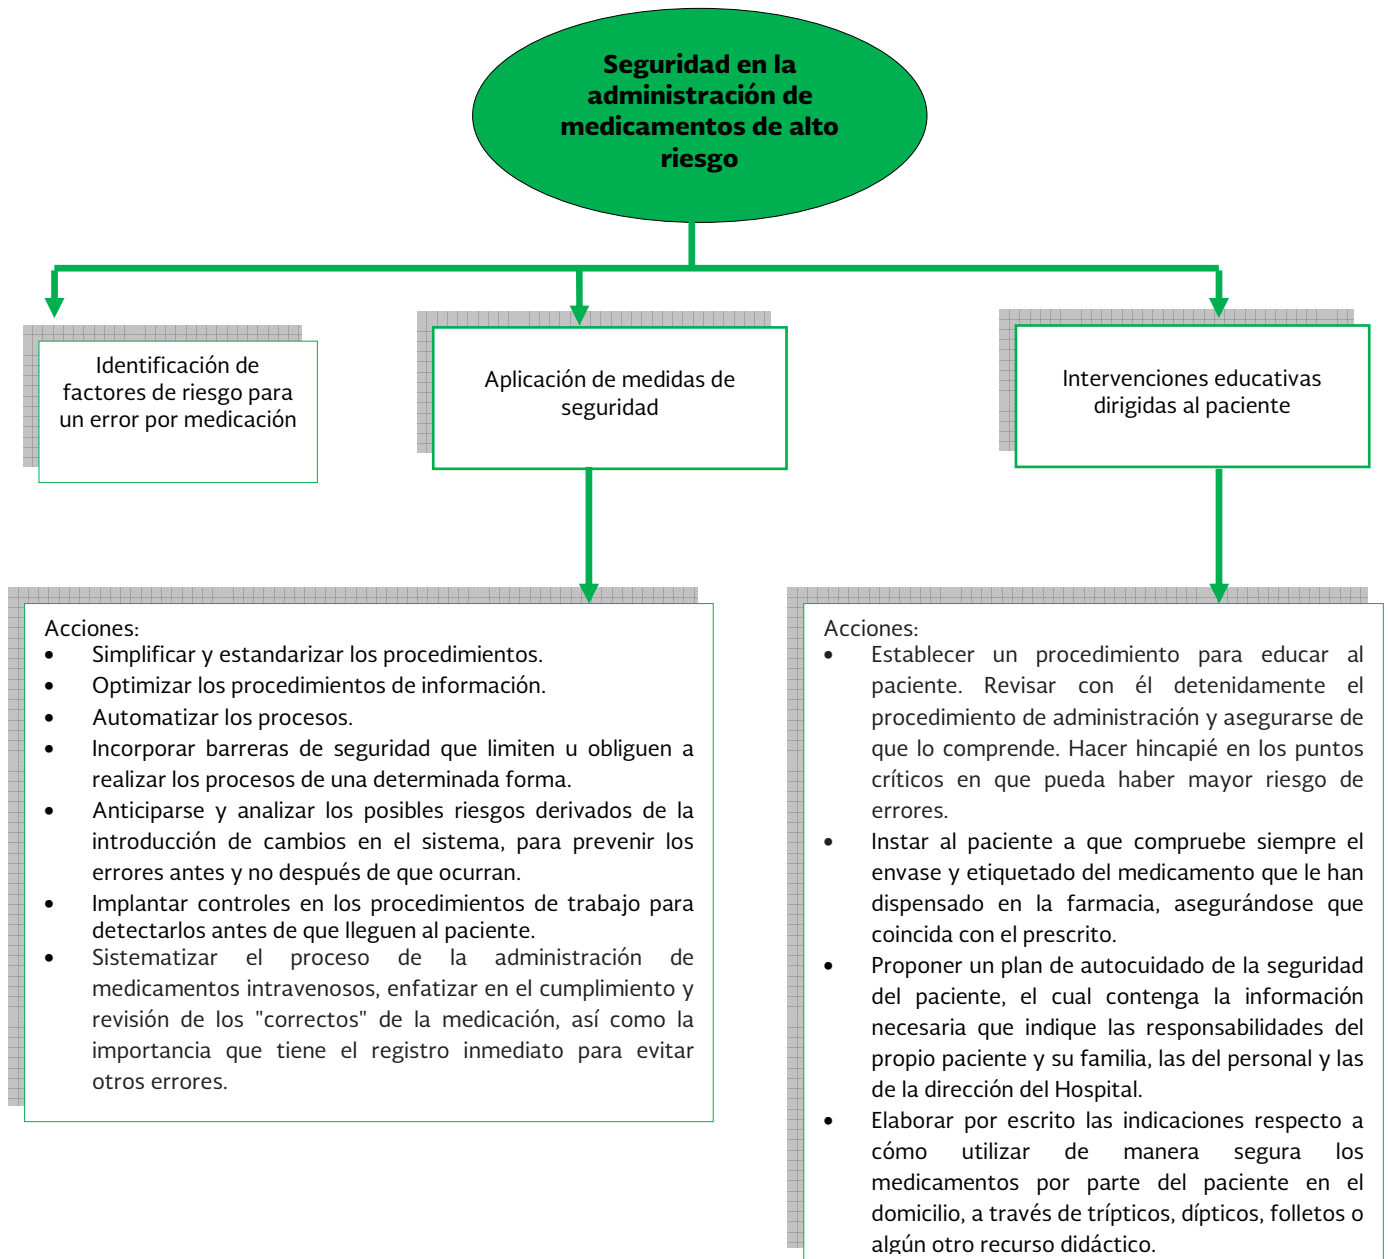 Seguridad en la
administración de
medicamentos de alto
riesgo
Identificación de
factores de riesgo para
un error por medicación
Aplicación de medidas de
seguridad
Intervenciones educativas
dirigidas al paciente
Acciones:
• Simplificar y estandarizar los procedimientos.
• Optimizar los procedimientos de información.
• Automatizar los procesos.
• Incorporar barreras de seguridad que limiten u obliguen a
realizar los procesos de una determinada forma.
• Anticiparse y analizar los posibles riesgos derivados de la
introducción de cambios en el sistema, para prevenir los
errores antes y no después de que ocurran.
• Implantar controles en los procedimientos de trabajo para
detectarlos antes de que lleguen al paciente.
• Sistematizar el proceso de la administración de
medicamentos intravenosos, enfatizar en el cumplimiento y
revisión de los "correctos" de la medicación, así como la
importancia que tiene el registro inmediato para evitar
otros errores.
Acciones:
• Establecer un procedimiento para educar al
paciente. Revisar con él detenidamente el
procedimiento de administración y asegurarse de
que lo comprende. Hacer hincapié en los puntos
críticos en que pueda haber mayor riesgo de
errores.
• Instar al paciente a que compruebe siempre el
envase y etiquetado del medicamento que le han
dispensado en la farmacia, asegurándose que
coincida con el prescrito.
• Proponer un plan de autocuidado de la seguridad
del paciente, el cual contenga la información
necesaria que indique las responsabilidades del
propio paciente y su familia, las del personal y las
de la dirección del Hospital.
• Elaborar por escrito las indicaciones respecto a
cómo utilizar de manera segura los
medicamentos por parte del paciente en el
domicilio, a través de trípticos, dípticos, folletos o
algún otro recurso didáctico.